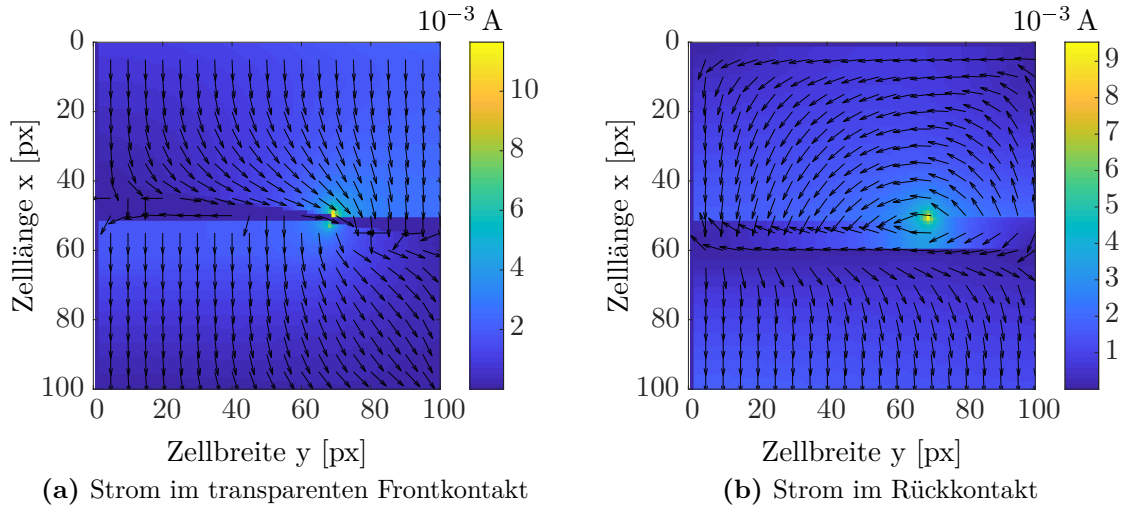 10⁻³ A
0
20
40
60
80
100
Zelllänge x [px]
0 20 40 60 80 100
Zellbreite y [px]
10
8
6
4
2
(a) Strom im transparenten Frontkontakt
10⁻³ A
0
20
40
60
80
100
Zelllänge x [px]
0 20 40 60 80 100
Zellbreite y [px]
9
8
7
6
5
4
3
2
1
(b) Strom im Rückkontakt